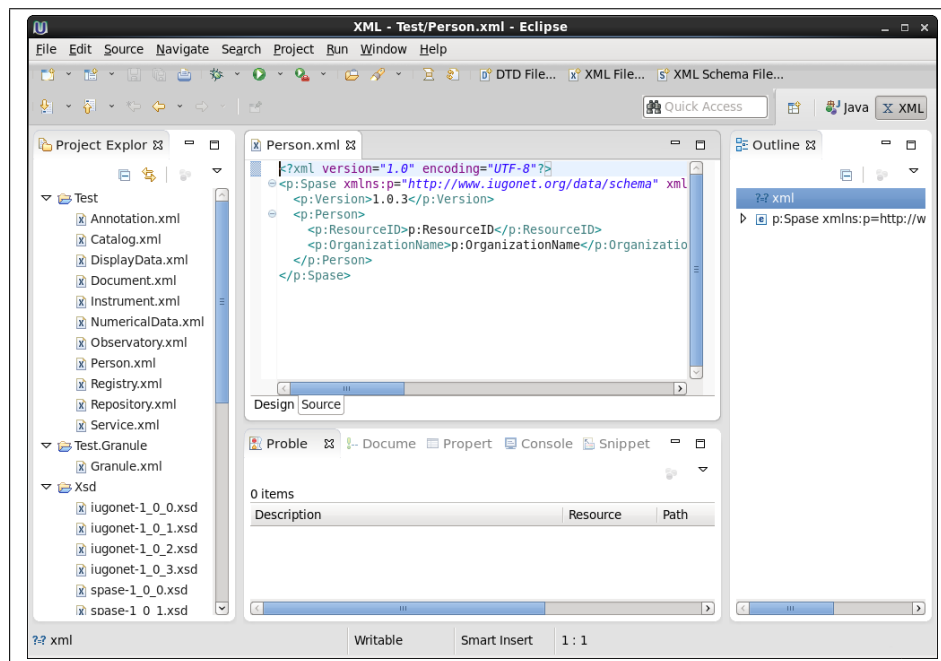 XML - Test/Person.xml - Eclipse
File Edit Source Navigate Search Project Run Window Help
DTD File... XML File... XML Schema File...
Quick Access
Java
XML
Project Explor
Test
Annotation.xml
Catalog.xml
DisplayData.xml
Document.xml
Instrument.xml
NumericalData.xml
Observatory.xml
Person.xml
Registry.xml
Repository.xml
Service.xml
Test.Granule
Granule.xml
Xsd
iugonet-1_0_0.xsd
iugonet-1_0_1.xsd
iugonet-1_0_2.xsd
iugonet-1_0_3.xsd
spase-1_0_0.xsd
spase-1_0_1.xsd
Person.xml
<?xml version="1.0" encoding="UTF-8"?>
<p:Spase xmlns:p="http://www.iugonet.org/data/schema" xml
<p:Version>1.0.3</p:Version>
<p:Person>
<p:ResourceID>p:ResourceID</p:ResourceID>
<p:OrganizationName>p:OrganizationName</p:Organizatio
</p:Person>
</p:Spase>
Design Source
Proble Docume Propert Console Snippet
0 items
Description Resource Path
Outline
?=? xml
p:Spase xmlns:p=http://w
?=? xml Writable Smart Insert 1 : 1